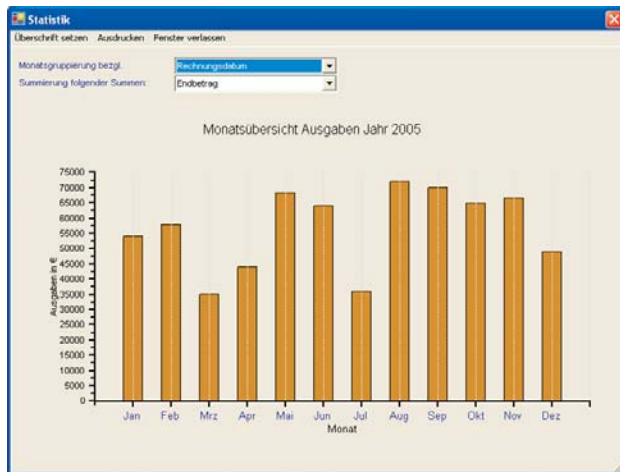 Statistik
Überschrift setzen Ausdrucken Fenster verlassen
Monatsgruppierung bezgl. Rechnungsdatum
Summierung folgender Summen: Endbetrag
Monatsübersicht Ausgaben Jahr 2005
75000
70000
65000
60000
55000
50000
45000
40000
35000
30000
25000
20000
15000
10000
5000
0
Ausgaben in €
Jan Feb Mrz Apr Mai Jun Jul Aug Sep Okt Nov Dez
Monat